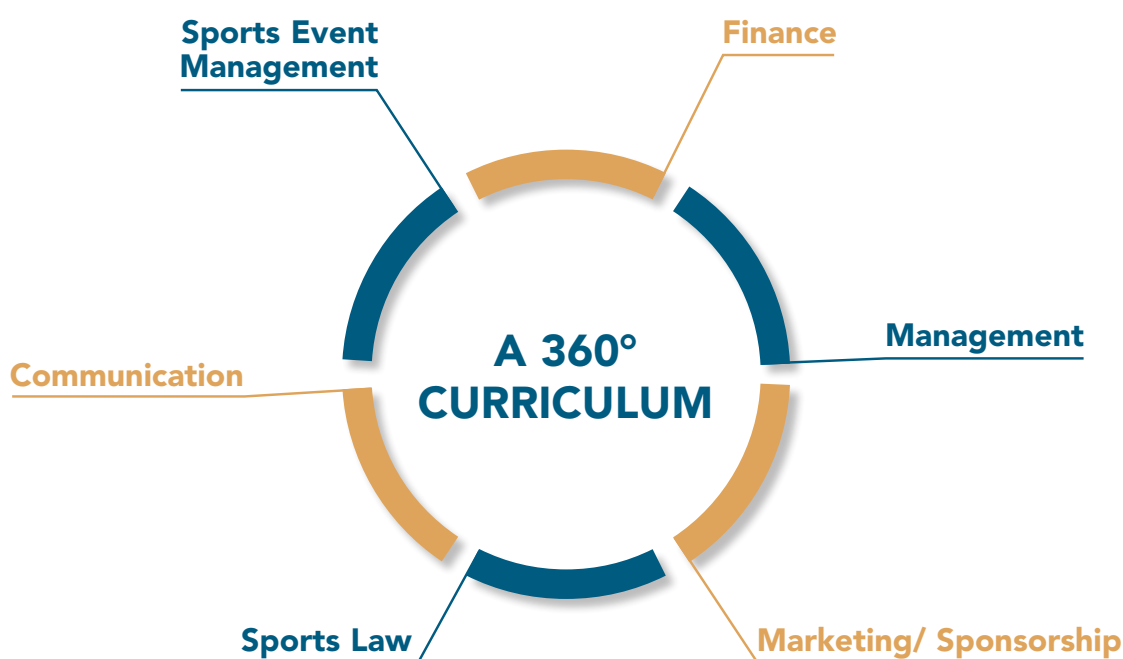 Sports Event
Management
Finance
Management
A 360°
CURRICULUM
Communication
Sports Law
Marketing/ Sponsorship